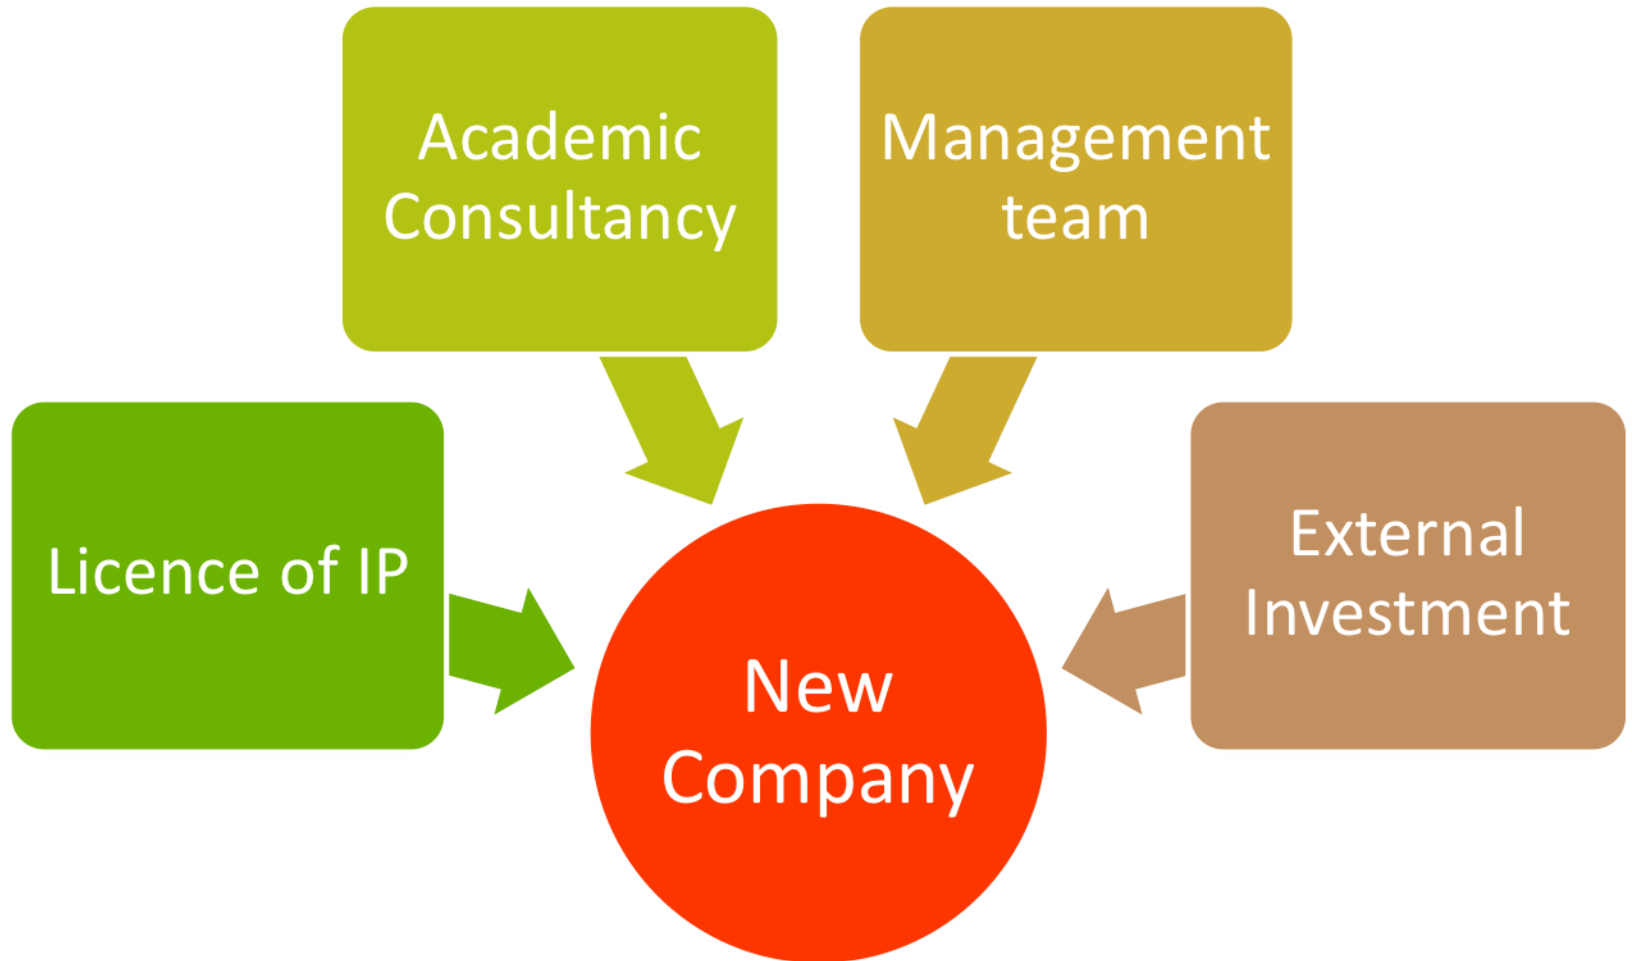 Academic
Consultancy
Management
team
Licence of IP
External
Investment
New
Company